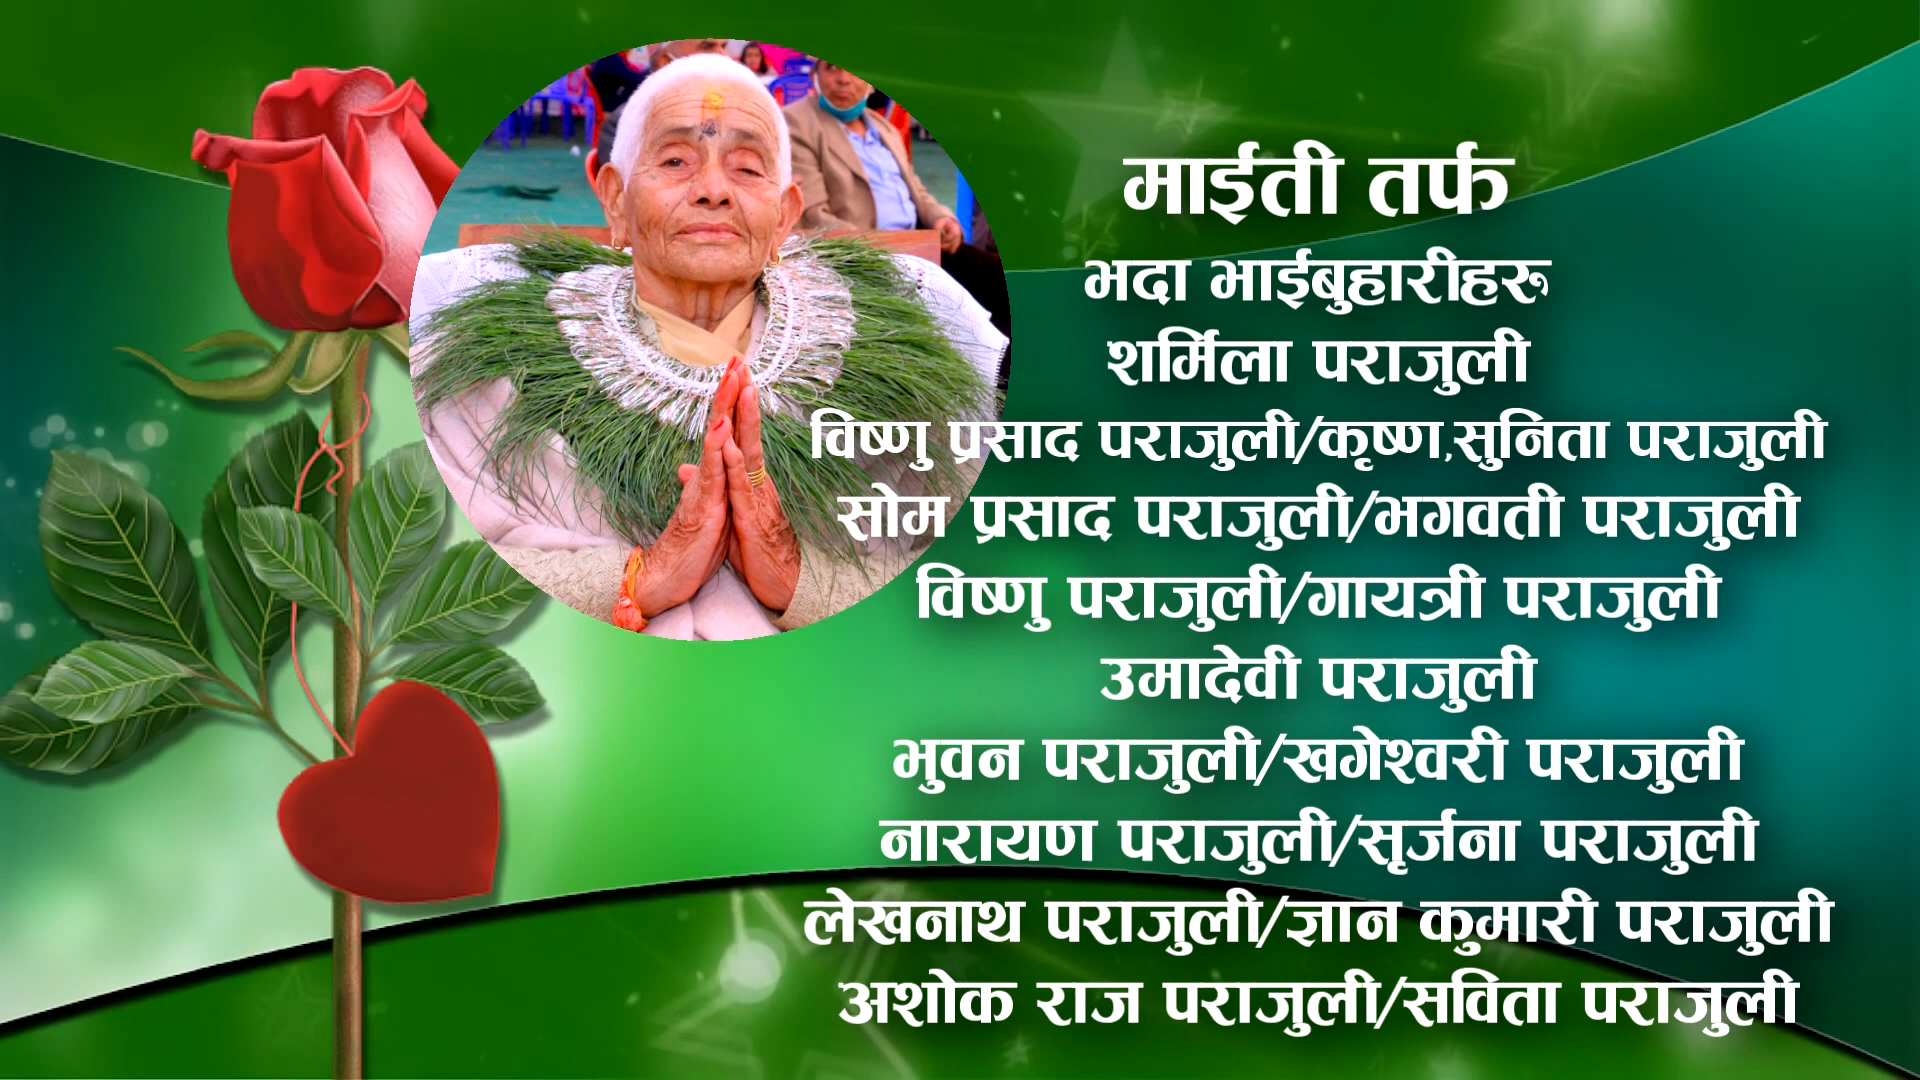 माईती तर्फ
भदा भाईबुहारीहरु
शर्मिला पराजुली
विष्णु प्रसाद पराजुली/कृष्ण,सुनिता पराजुली
सोम प्रसाद पराजुली/भगवती पराजुली
विष्णु पराजुली/गायत्री पराजुली
उमादेवी पराजुली
भुवन पराजुली/खगेश्वरी पराजुली
नारायण पराजुली/सृर्जना पराजुली
लेखनाथ पराजुली/ज्ञान कुमारी पराजुली
अशोक राज पराजुली/सविता पराजुली